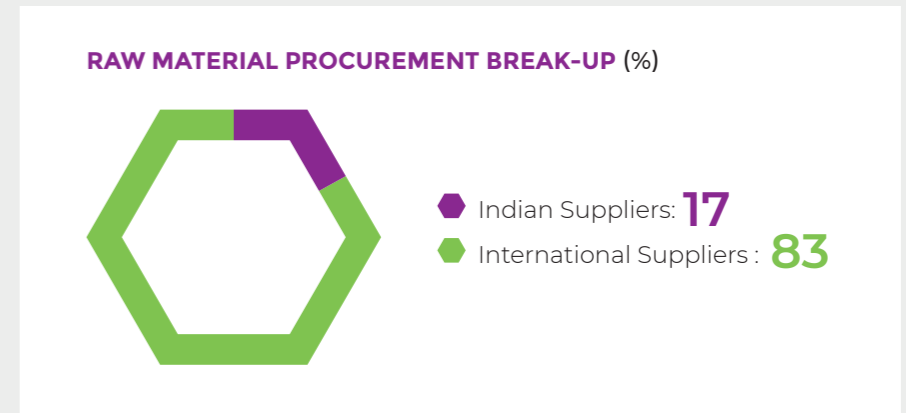 RAW MATERIAL PROCUREMENT BREAK-UP (%)
Indian Suppliers: 17
International Suppliers : 83